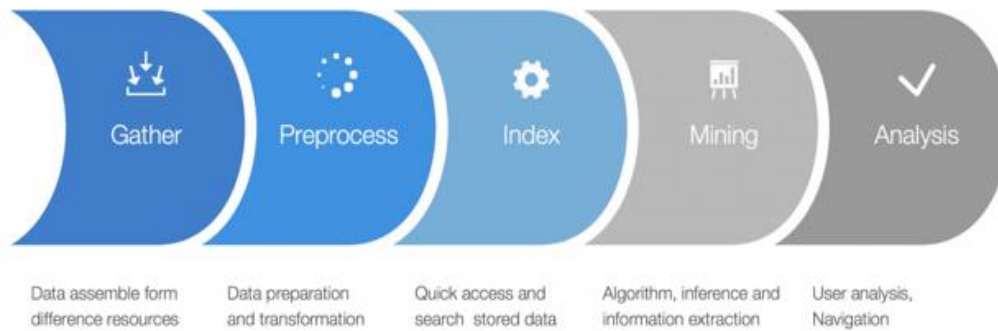 Gather
Preprocess
Index
Mining
Analysis
Data assemble form
difference resources
Data preparation
and transformation
Quick access and
search stored data
Algorithm, inference and
information extraction
User analysis,
Navigation